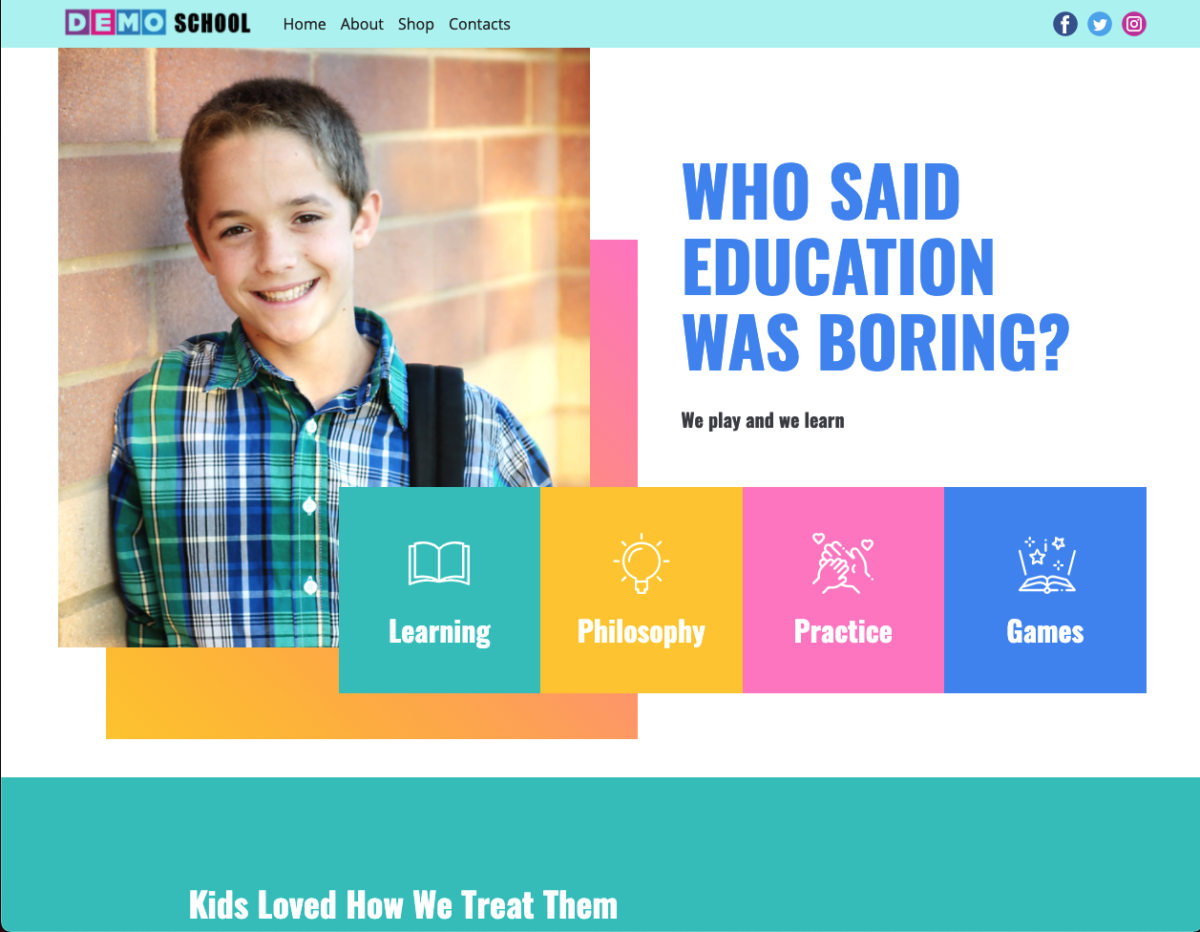 DEMO SCHOOL
Home About Shop Contacts
WHO SAID
EDUCATION
WAS BORING?
We play and we learn
Learning
Philosophy
Practice
Games
Kids Loved How We Treat Them